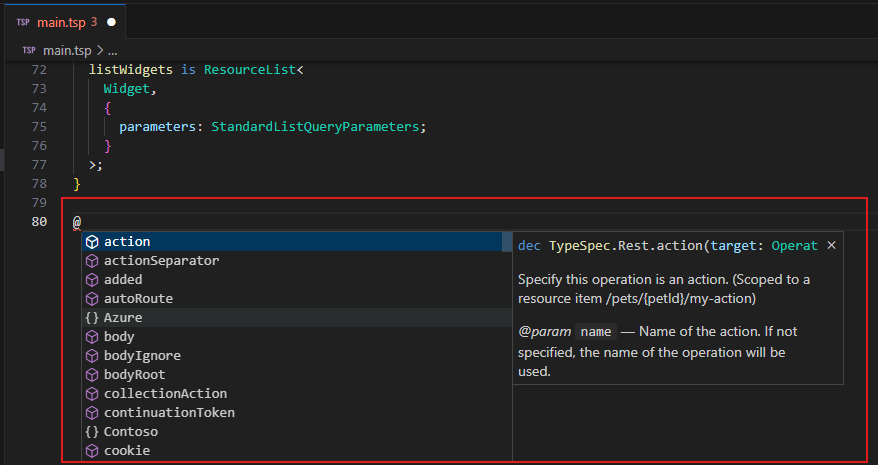 TSP main.tsp 3
TSP main.tsp > ...
72 listWidgets is ResourceList<
73 Widget,
74 {
75 parameters: StandardListQueryParameters;
76 }
77 >;
78 }
79
80 @
action
actionSeparator
added
autoRoute
{} Azure
body
bodyIgnore
bodyRoot
collectionAction
continuationToken
{} Contoso
cookie
dec TypeSpec.Rest.action(target: Operat
Specify this operation is an action. (Scoped to a
resource item /pets/{petId}/my-action)
@param name — Name of the action. If not
specified, the name of the operation will be
used.